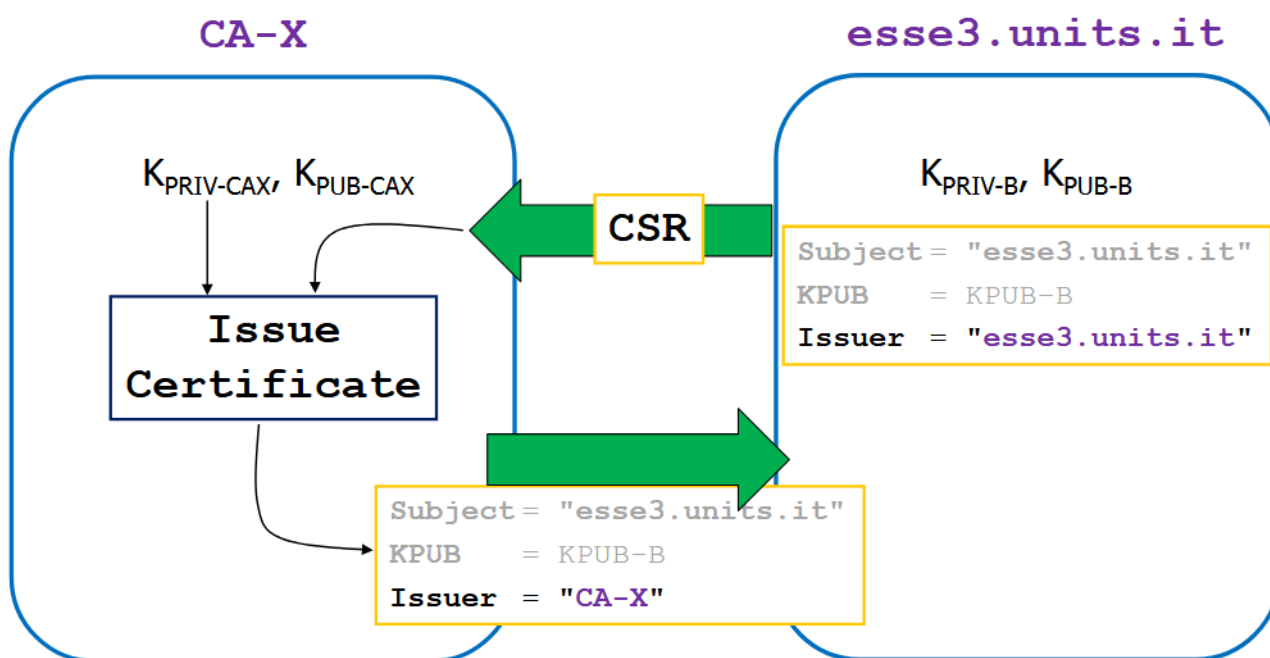 CA-X
esse3.units.it
KPRIV-CAX, KPUB-CAX
KPRIV-B, KPUB-B
CSR
Subject = "esse3.units.it"
KPUB = KPUB-B
Issuer = "esse3.units.it"
Issue
Certificate
Subject = "esse3.units.it"
KPUB = KPUB-B
Issuer = "CA-X"